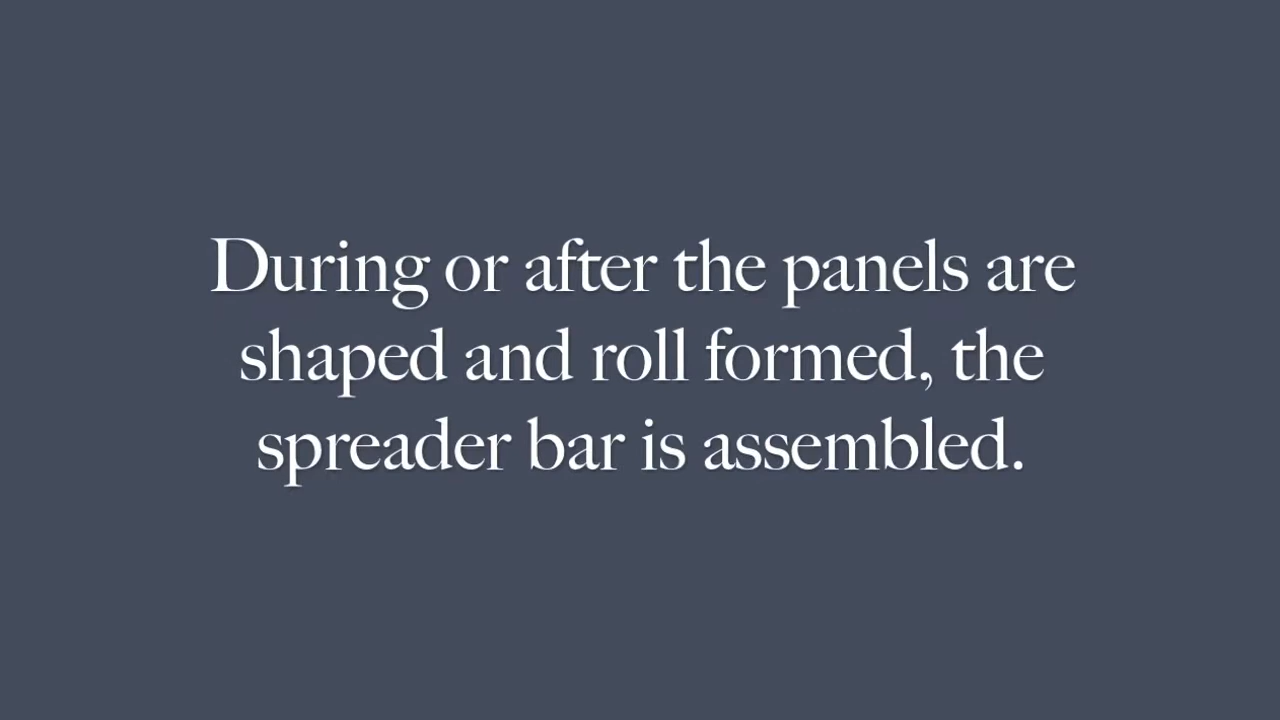 During or after the panels are
shaped and roll formed, the
spreader bar is assembled.